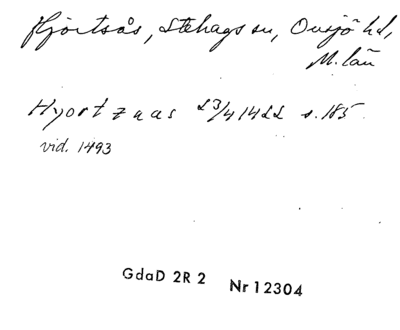 Hjortsås, Stehags sn, Onsjö hd,
M. län
Hyortzaas 23/4 1422 s. 185
vid. 1493
GdaD 2R 2 Nr 12304